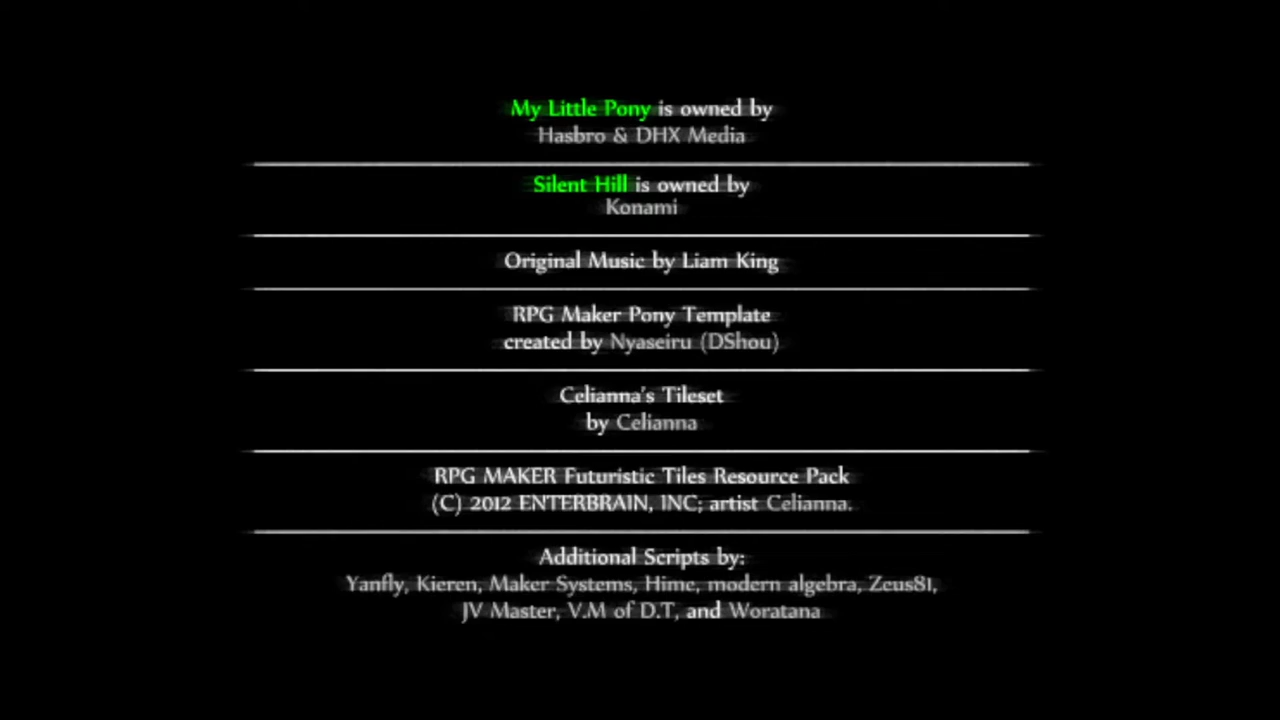 My Little Pony is owned by
Hasbro & DHX Media
Silent Hill is owned by
Konami
Original Music by Liam King
RPG Maker Pony Template
created by Nyaseiru (DShou)
Celianna's Tileset
by Celianna
RPG MAKER Futuristic Tiles Resource Pack
(C) 2012 ENTERBRAIN, INC; artist Celianna.
Additional Scripts by:
Yanfly, Kieren, Maker Systems, Hime, modern algebra, Zeus81,
JV Master, V.M of D.T, and Woratana